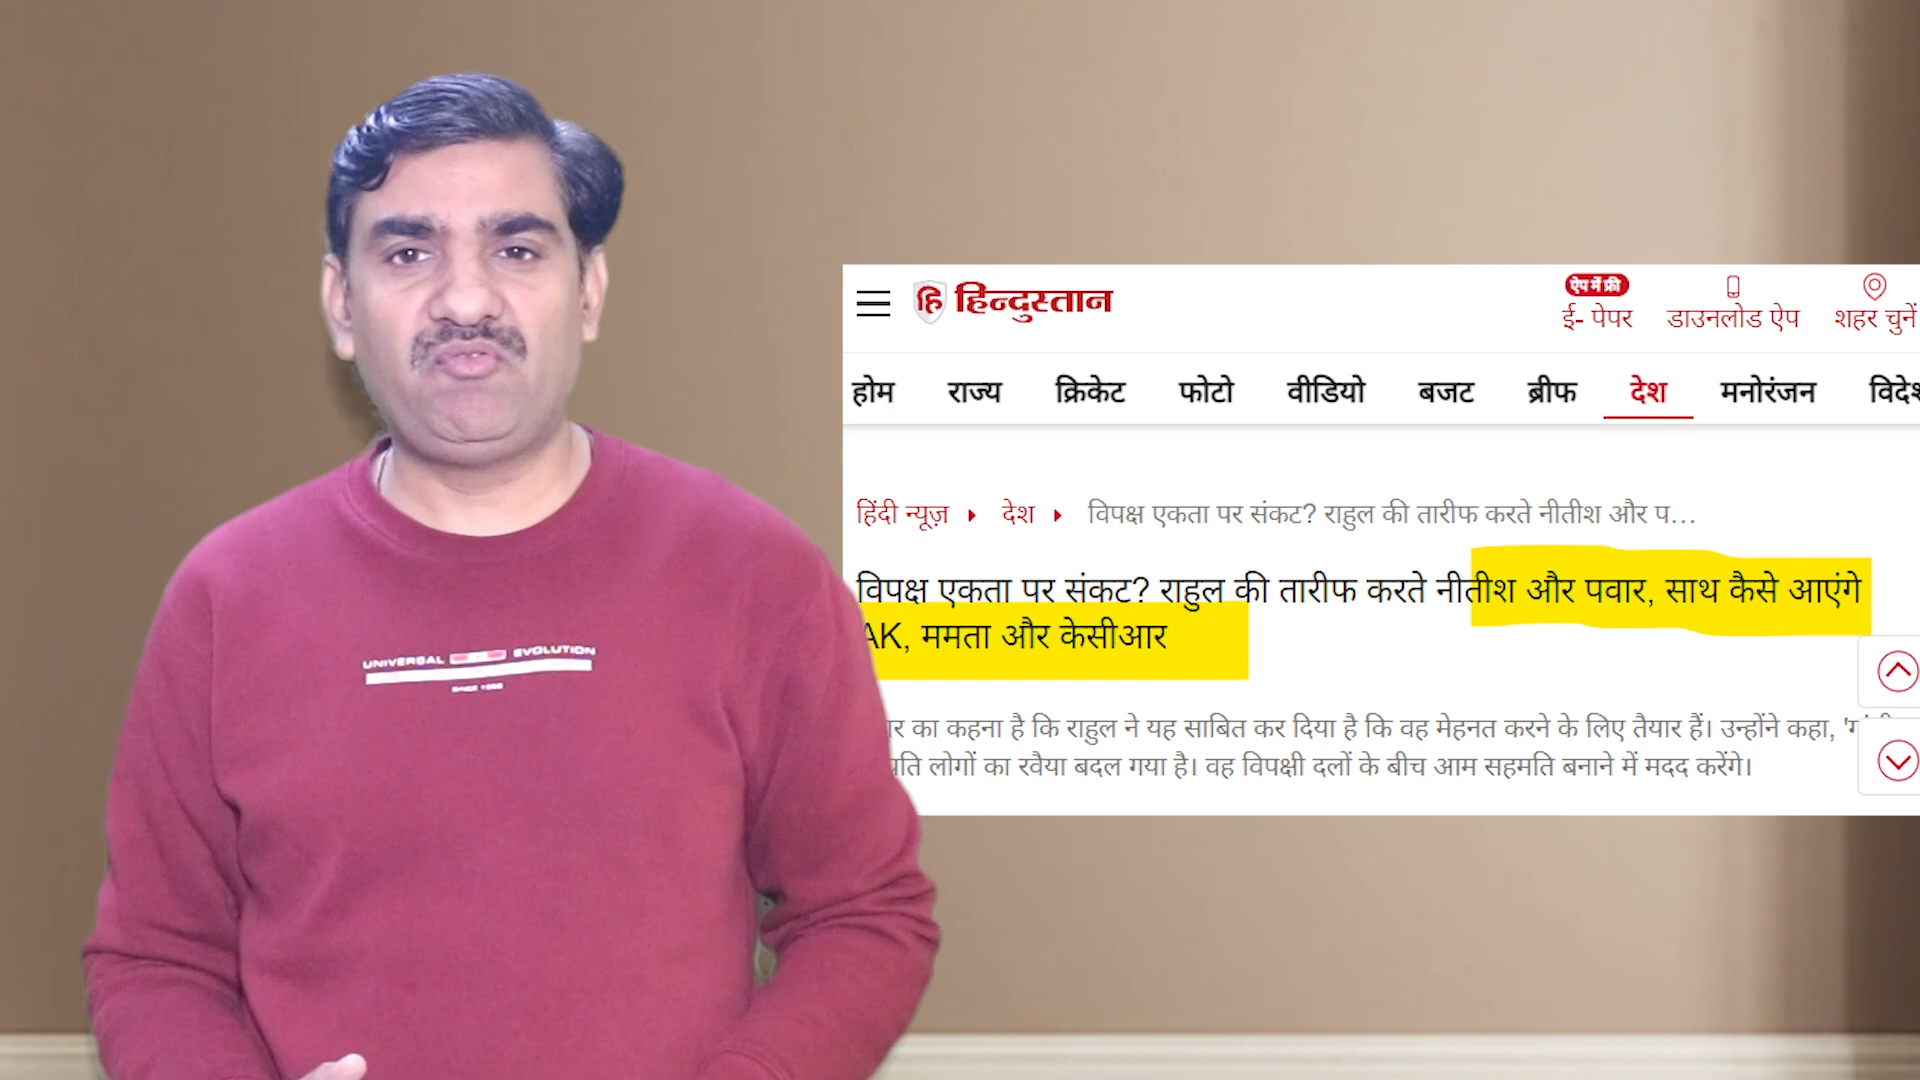 UNIVERSAL EVOLUTION
SINCE 1989
हि हिन्दुस्तान
ऐप में फ्री
ई- पेपर
डाउनलोड ऐप
शहर चुनें
होम राज्य क्रिकेट फोटो वीडियो बजट ब्रीफ देश मनोरंजन
हिंदी न्यूज़ देश विपक्ष एकता पर संकट? राहुल की तारीफ करते नीतीश और प...
विपक्ष एकता पर संकट? राहुल की तारीफ करते नीतीश और पवार, साथ कैसे आएंगे
AK, ममता और केसीआर
का कहना है कि राहुल ने यह साबित कर दिया है कि वह मेहनत करने के लिए तैयार हैं। उन्होंने कहा,
लोगों का रवैया बदल गया है। वह विपक्षी दलों के बीच आम सहमति बनाने में मदद करेंगे।